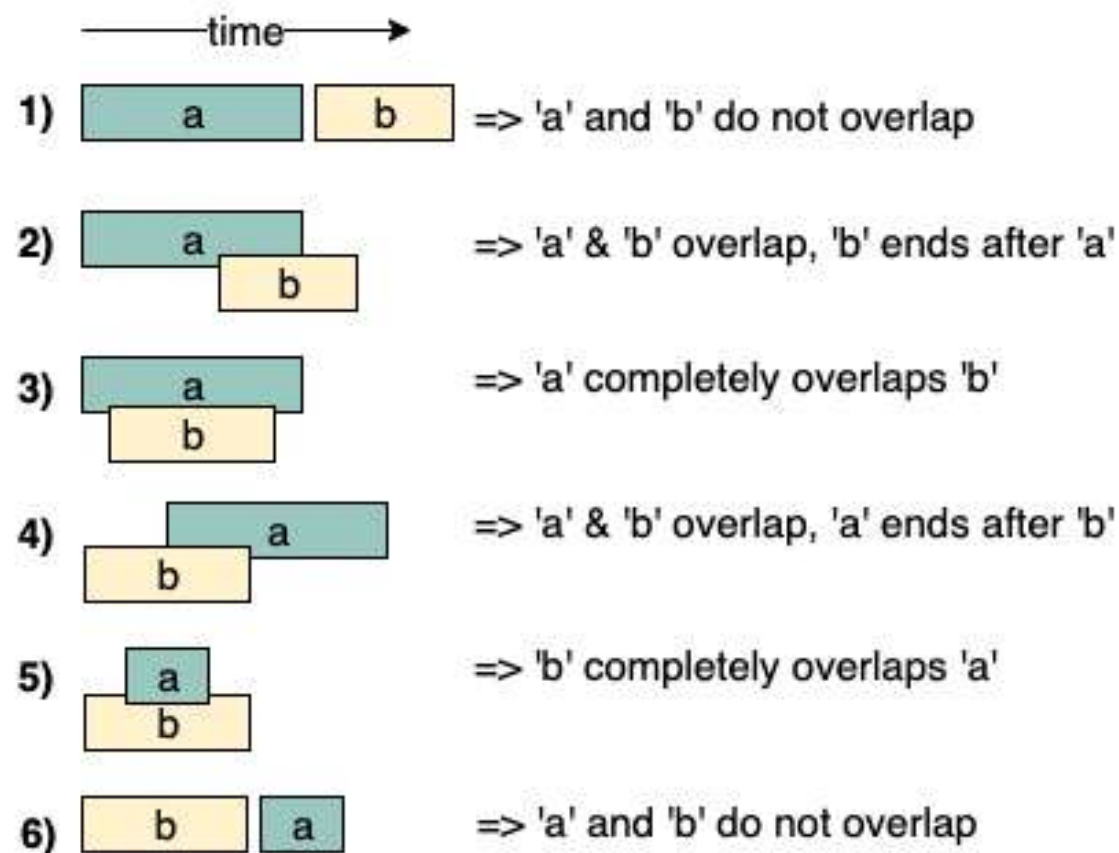 time
1) a b => 'a' and 'b' do not overlap
2) a => 'a' & 'b' overlap, 'b' ends after 'a'
b
3) a => 'a' completely overlaps 'b'
b
4) a => 'a' & 'b' overlap, 'a' ends after 'b'
b
5) a => 'b' completely overlaps 'a'
b
6) b a => 'a' and 'b' do not overlap